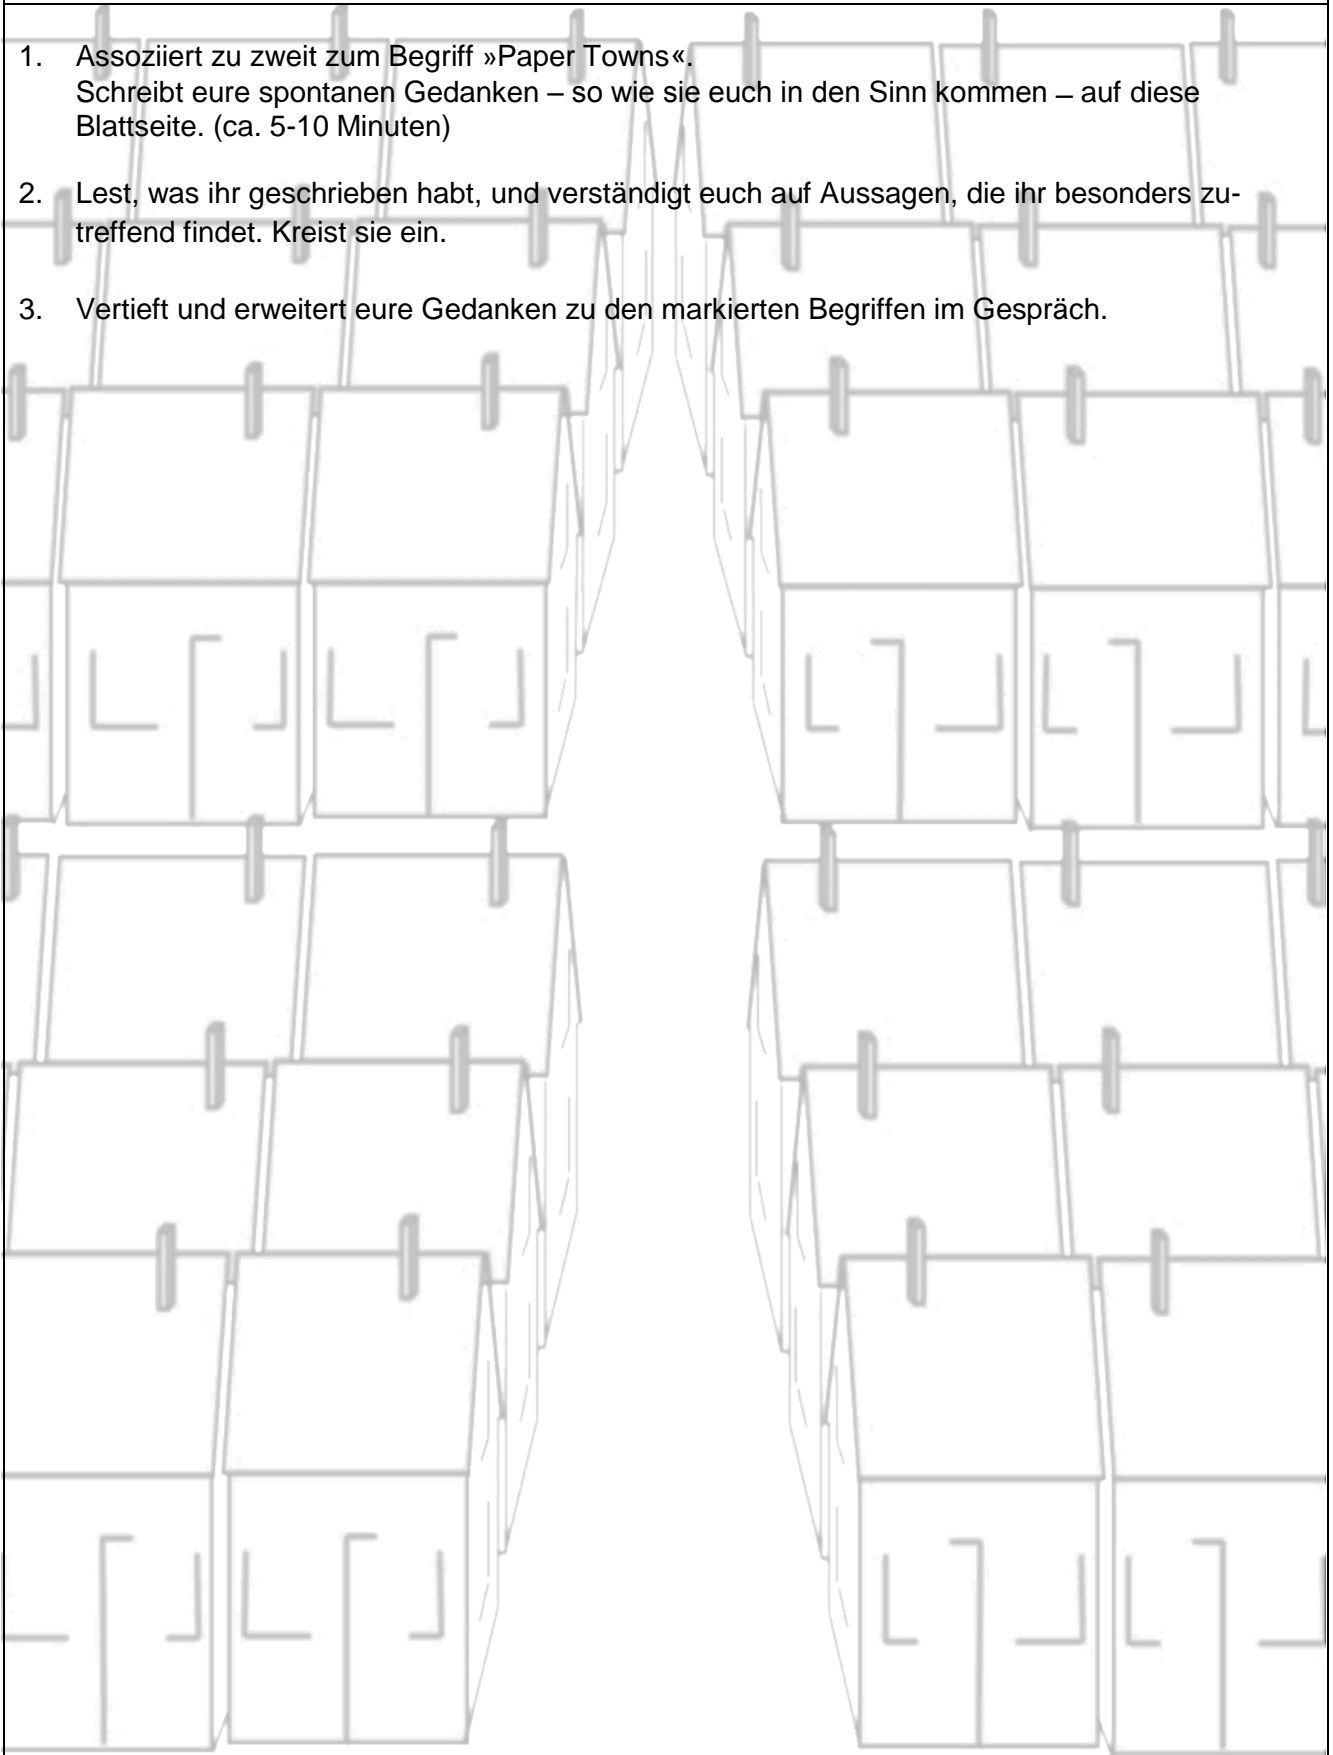 1. Assoziiert zu zweit zum Begriff »Paper Towns«.
Schreibt eure spontanen Gedanken – so wie sie euch in den Sinn kommen – auf diese
Blattseite. (ca. 5-10 Minuten)
2. Lest, was ihr geschrieben habt, und verständigt euch auf Aussagen, die ihr besonders zu-
treffend findet. Kreist sie ein.
3. Vertieft und erweitert eure Gedanken zu den markierten Begriffen im Gespräch.